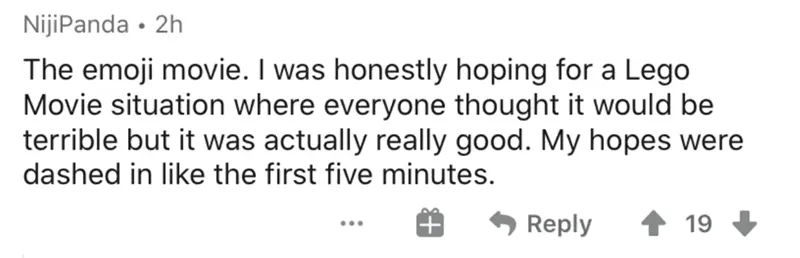 NijiPanda • 2h
The emoji movie. I was honestly hoping for a Lego
Movie situation where everyone thought it would be
terrible but it was actually really good. My hopes were
dashed in like the first five minutes.
... Reply 19